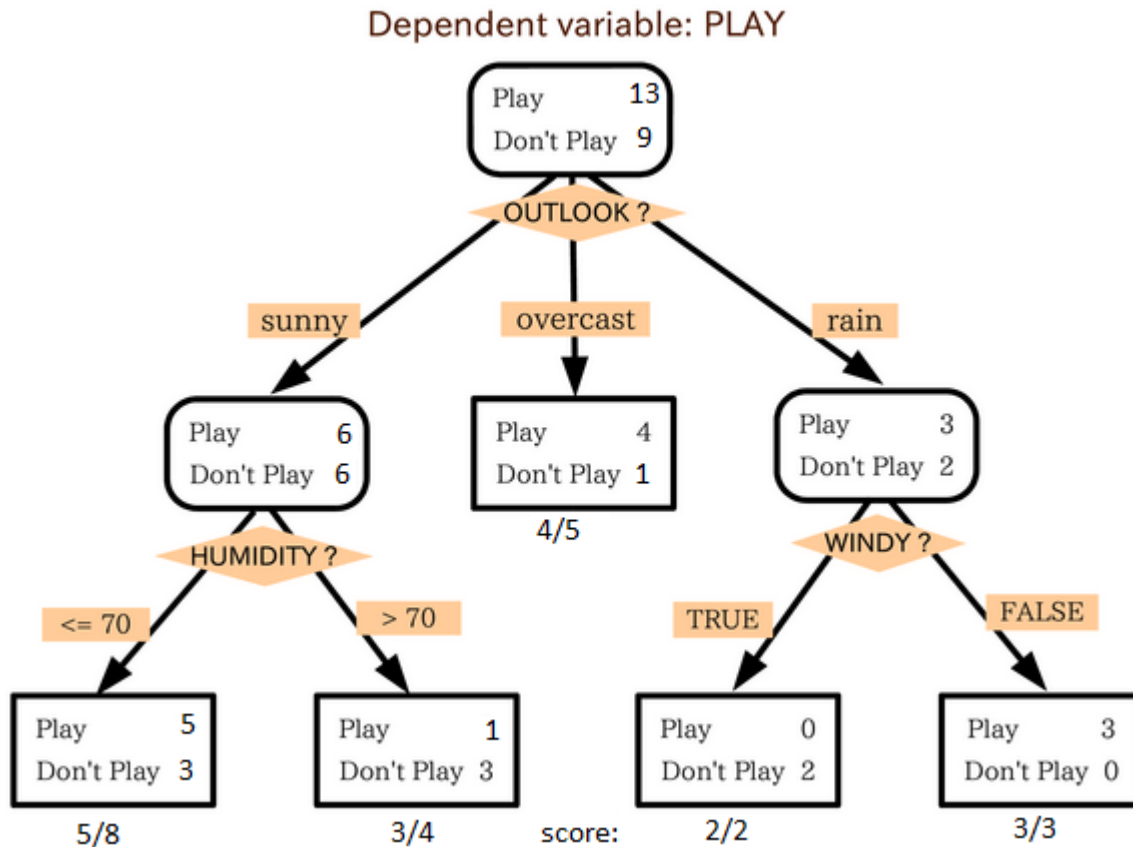 Dependent variable: PLAY
Play 13
Don't Play 9
OUTLOOK ?
sunny
overcast
rain
Play 6
Don't Play 6
Play 4
Don't Play 1
Play 3
Don't Play 2
4/5
HUMIDITY ?
WINDY ?
<= 70
> 70
TRUE
FALSE
Play 5
Don't Play 3
Play 1
Don't Play 3
Play 0
Don't Play 2
Play 3
Don't Play 0
5/8
3/4
score:
2/2
3/3